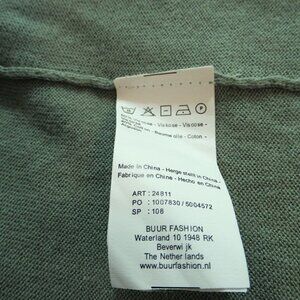 - Viskose - Viscose -
- Coton -
Made in China - Hergestellt in China -
Fabriqué en Chine - Hecho en China
ART : 24811
PO : 1007830 / 5004572
SP : 108
BUUR FASHION
Waterland 10 1948 RK
Beverwijk
The Netherlands
www.buurfashion.nl